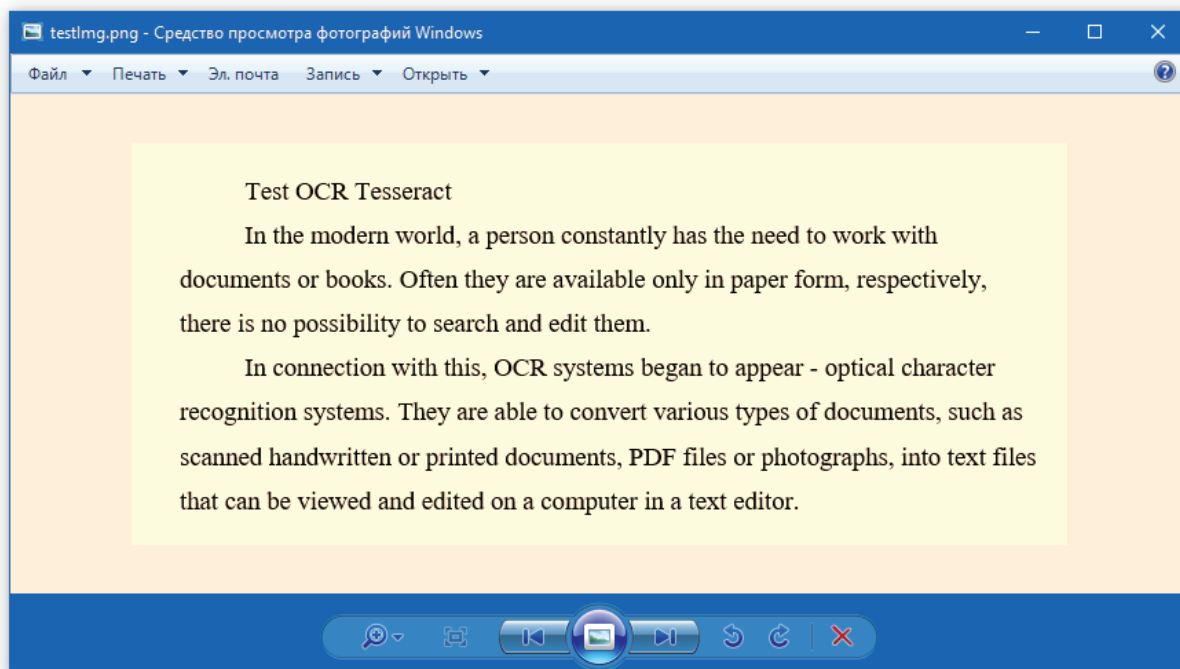 testImg.png - Средство просмотра фотографий Windows
Файл Печать Эл. почта Запись Открыть
Test OCR Tesseract
In the modern world, a person constantly has the need to work with
documents or books. Often they are available only in paper form, respectively,
there is no possibility to search and edit them.
In connection with this, OCR systems began to appear - optical character
recognition systems. They are able to convert various types of documents, such as
scanned handwritten or printed documents, PDF files or photographs, into text files
that can be viewed and edited on a computer in a text editor.